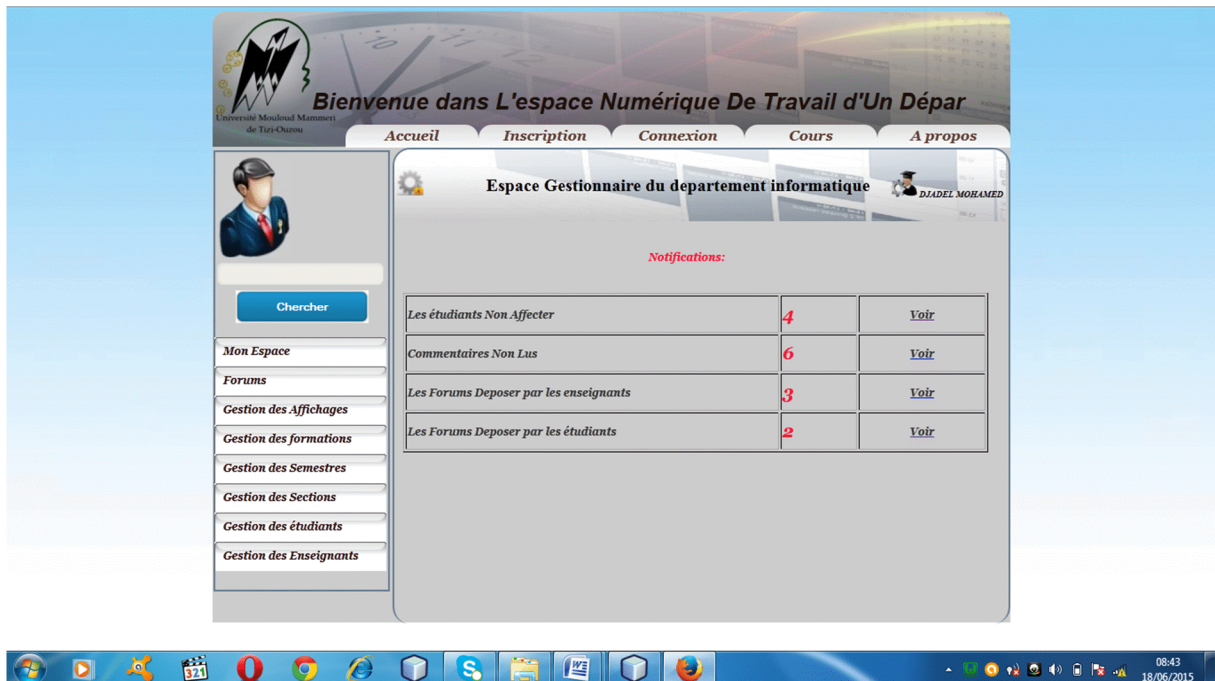 Université Mouloud Mammeri
de Tizi-Ouzou
Bienvenue dans L'espace Numérique De Travail d'Un Dépar
Accueil Inscription Connexion Cours A propos
Espace Gestionnaire du departement informatique
DJADEL MOHAMED
Chercher
Mon Espace
Forums
Gestion des Affichages
Gestion des formations
Gestion des Semestres
Gestion des Sections
Gestion des étudiants
Gestion des Enseignants
Notifications:
Les étudiants Non Affecter 4 Voir
Commentaires Non Lus 6 Voir
Les Forums Deposer par les enseignants 3 Voir
Les Forums Deposer par les étudiants 2 Voir
321
08:43
18/06/2015